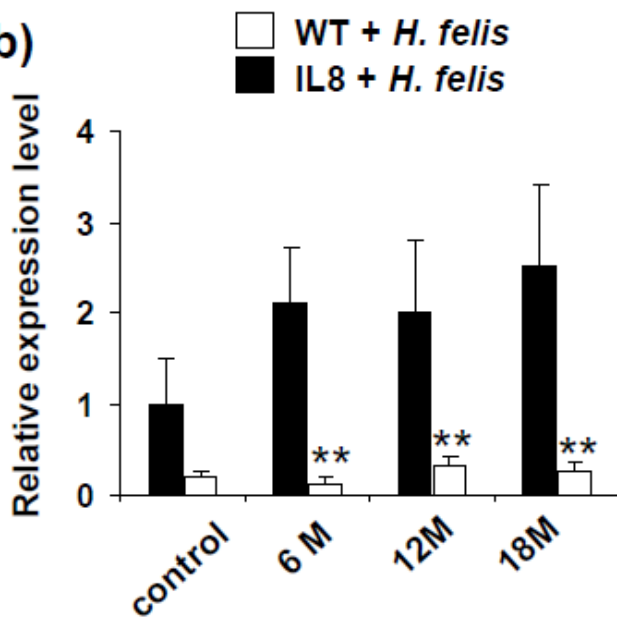 b)
WT + H. felis
IL8 + H. felis
Relative expression level
4
3
2
1
0
**
**
**
control
6 M
12M
18M